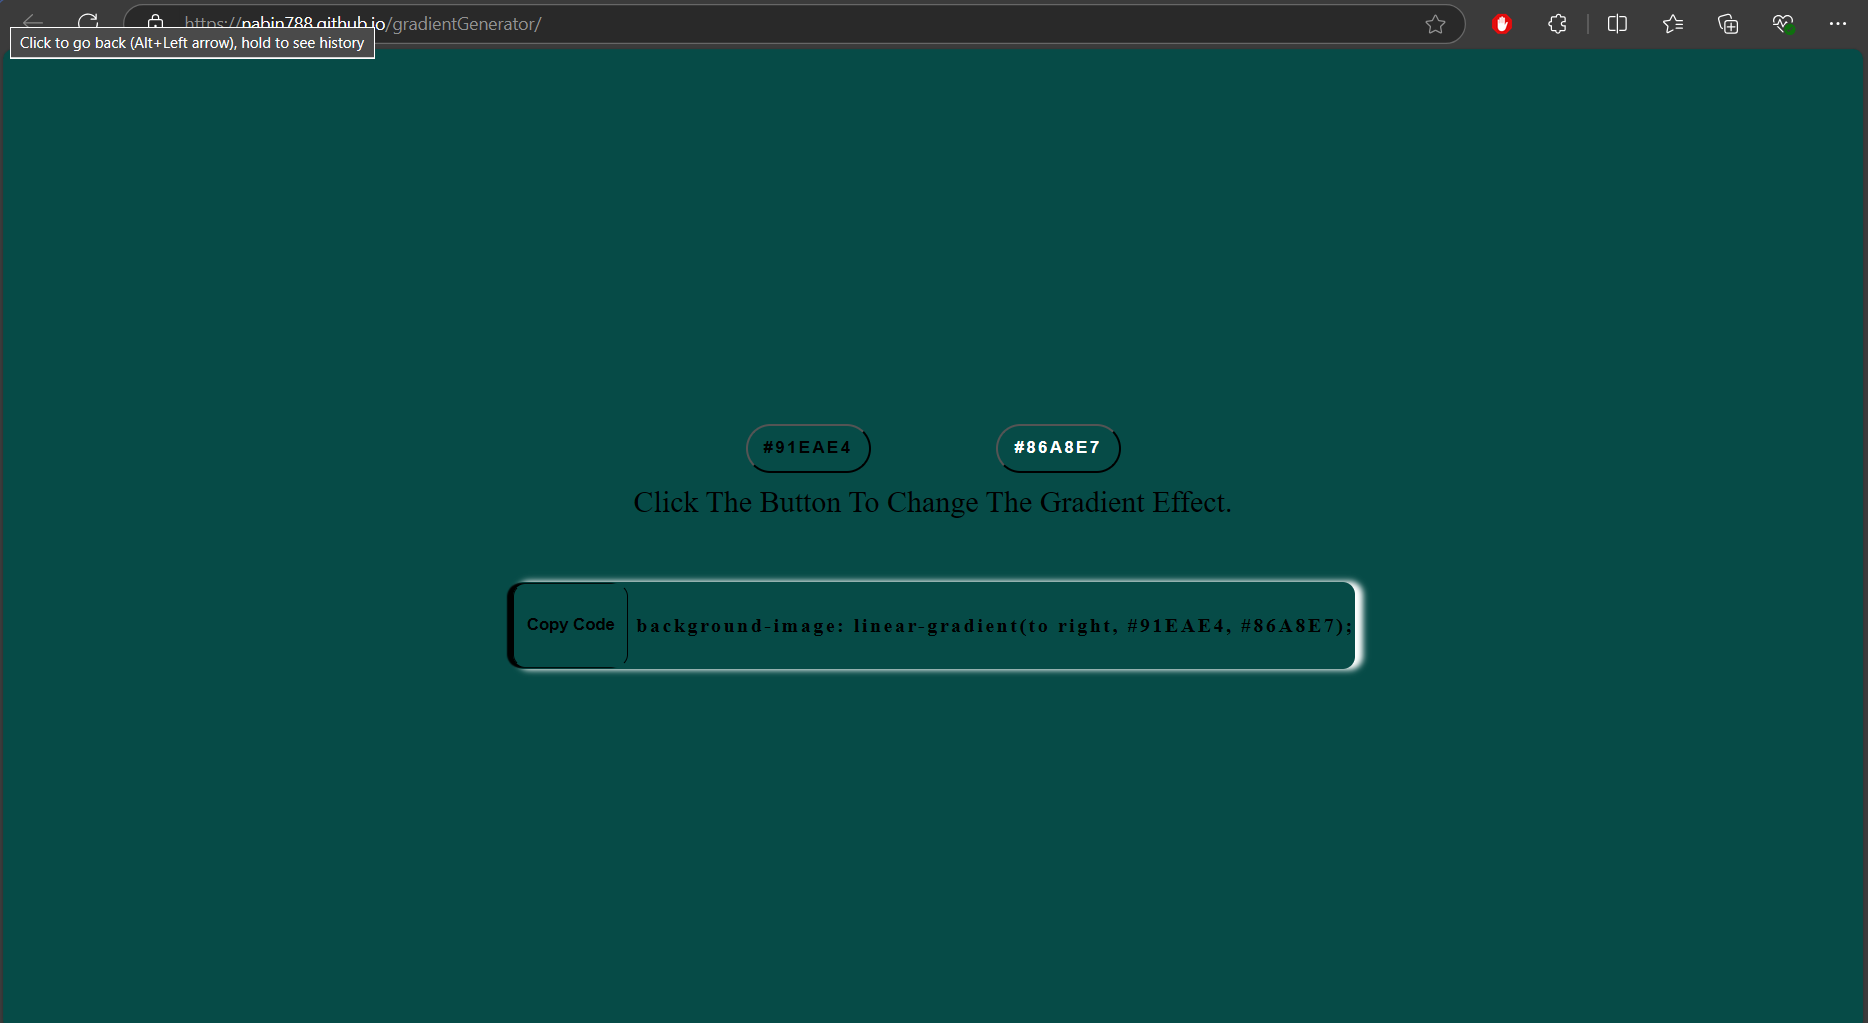 https://nabin788.github.io/gradientGenerator/
Click to go back (Alt+Left arrow), hold to see history
#91EAE4 #86A8E7
Click The Button To Change The Gradient Effect.
Copy Code background-image: linear-gradient(to right, #91EAE4, #86A8E7);